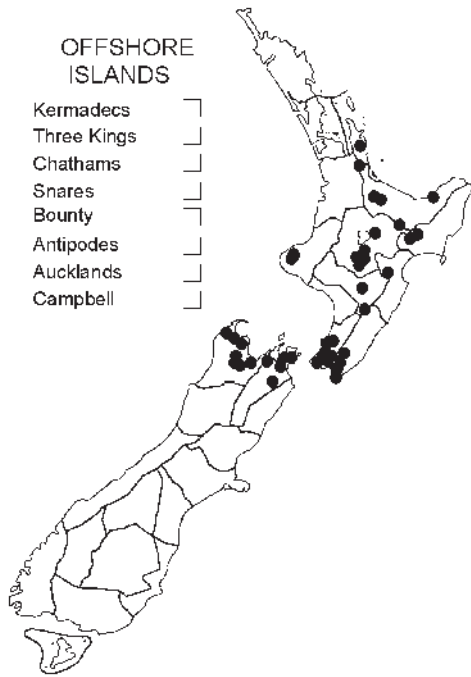 OFFSHORE
ISLANDS
Kermadecs
Three Kings
Chathams
Snares
Bounty
Antipodes
Aucklands
Campbell